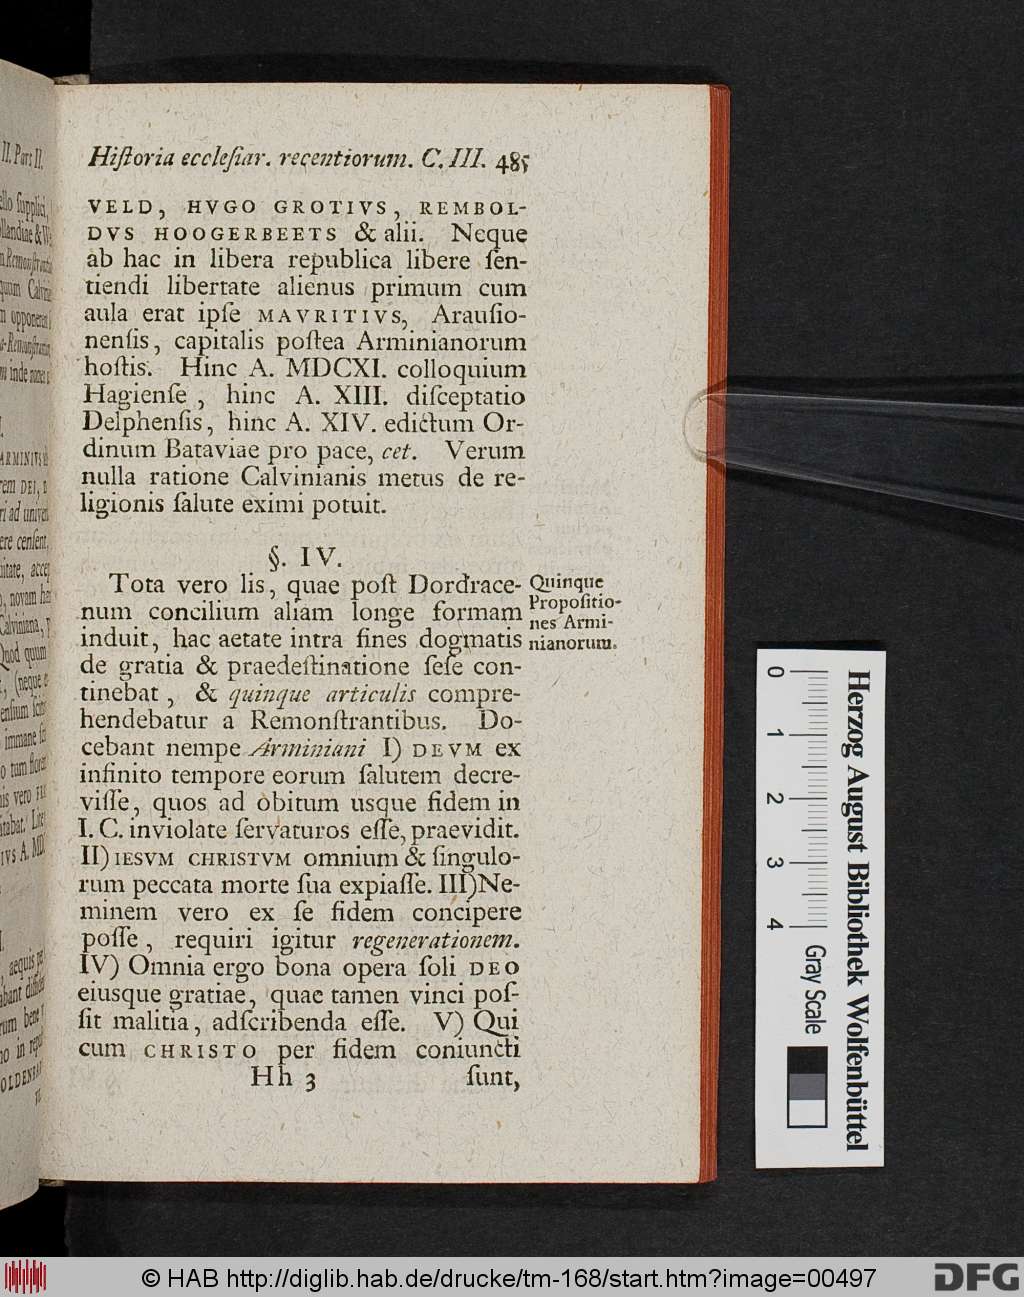 Hiſtoria eccleſiar. recentiorum. C. III. 485
VELD, HVGO GROTIVS, REMBOL-
DVS HOOGERBEETS & alii. Neque
ab hac in libera republica libere ſen-
tiendi libertate alienus primum cum
aula erat ipſe MAVRITIVS, Arauſio-
nenſis, capitalis poſtea Arminianorum
hoſtis. Hinc A. MDCXI. colloquium
Hagienſe, hinc A. XIII. diſceptatio
Delphenſis, hinc A. XIV. edictum Or-
dinum Bataviae pro pace, cet. Verum
nulla ratione Calvinianis metus de re-
ligionis ſalute eximi potuit.
§. IV.
Tota vero lis, quae poſt Dordrace-
num concilium aliam longe formam
induit, hac aetate intra fines dogmatis
de gratia & praedeſtinatione ſeſe con-
tinebat, & quinque articulis compre-
hendebatur a Remonſtrantibus. Do-
cebant nempe Arminiani I) DEVM ex
infinito tempore eorum ſalutem decre-
viſſe, quos ad obitum usque fidem in
I. C. inviolate ſervaturos eſſe, praevidit.
II) IESVM CHRISTVM omnium & ſingulo-
rum peccata morte ſua expiaſſe. III) Ne-
minem vero ex ſe fidem concipere
poſſe, requiri igitur regenerationem.
IV) Omnia ergo bona opera ſoli DEO
eiusque gratiae, quae tamen vinci poſ-
ſit malitia, adſcribenda eſſe. V) Qui
cum CHRISTO per fidem coniuncti
Hh 3 ſunt,
Quinque
Propoſitio-
nes Armi-
nianorum.
II. Pars II.
0 1 2 3 4
Gray Scale
Herzog August Bibliothek Wolfenbüttel
© HAB http://diglib.hab.de/drucke/tm-168/start.htm?image=00497
DFG